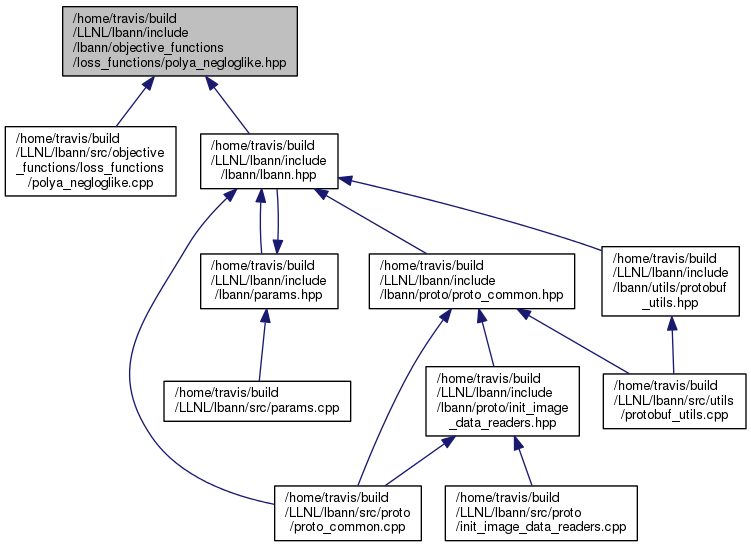 /home/travis/build
/LLNL/lbann/include
/lbann/objective_functions
/loss_functions/polya_negloglike.hpp
/home/travis/build
/LLNL/lbann/src/objective
_functions/loss_functions
/polya_negloglike.cpp
/home/travis/build
/LLNL/lbann/include
/lbann/lbann.hpp
/home/travis/build
/LLNL/lbann/include
/lbann/params.hpp
/home/travis/build
/LLNL/lbann/include
/lbann/proto/proto_common.hpp
/home/travis/build
/LLNL/lbann/include
/lbann/utils/protobuf
_utils.hpp
/home/travis/build
/LLNL/lbann/src/params.cpp
/home/travis/build
/LLNL/lbann/include
/lbann/proto/init_image
_data_readers.hpp
/home/travis/build
/LLNL/lbann/src/utils
/protobuf_utils.cpp
/home/travis/build
/LLNL/lbann/src/proto
/proto_common.cpp
/home/travis/build
/LLNL/lbann/src/proto
/init_image_data_readers.cpp